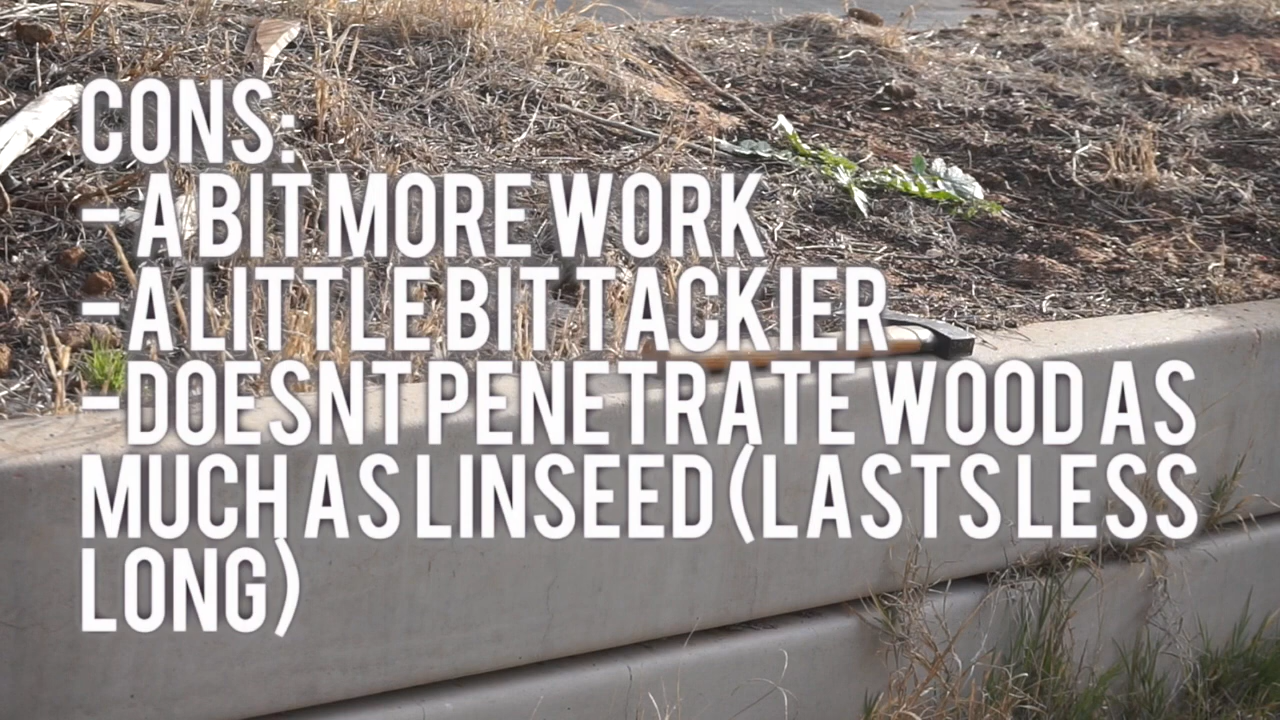 CONS:
- A BIT MORE WORK
- A LITTLE BIT TACKIER
- DOESNT PENETRATE WOOD AS
MUCH AS LINSEED (LASTS LESS
LONG)